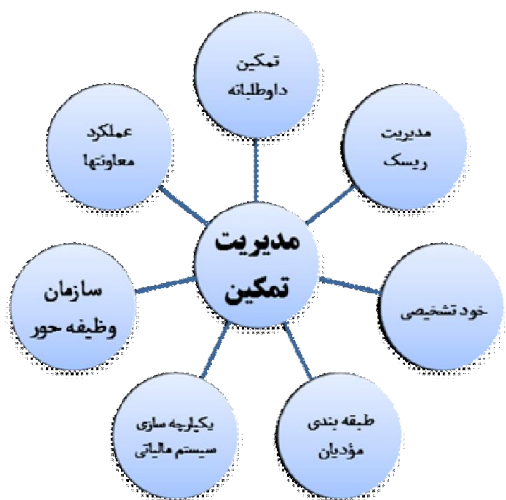 تمکین
داوطلبانه
مدیریت
ریسک
عملکرد
معاونتها
مدیریت
تمکین
خود تشخیصی
سازمان
وظیفه حور
طبقه بندی
مؤدیان
یکپارچه سازی
سیستم مالیاتی